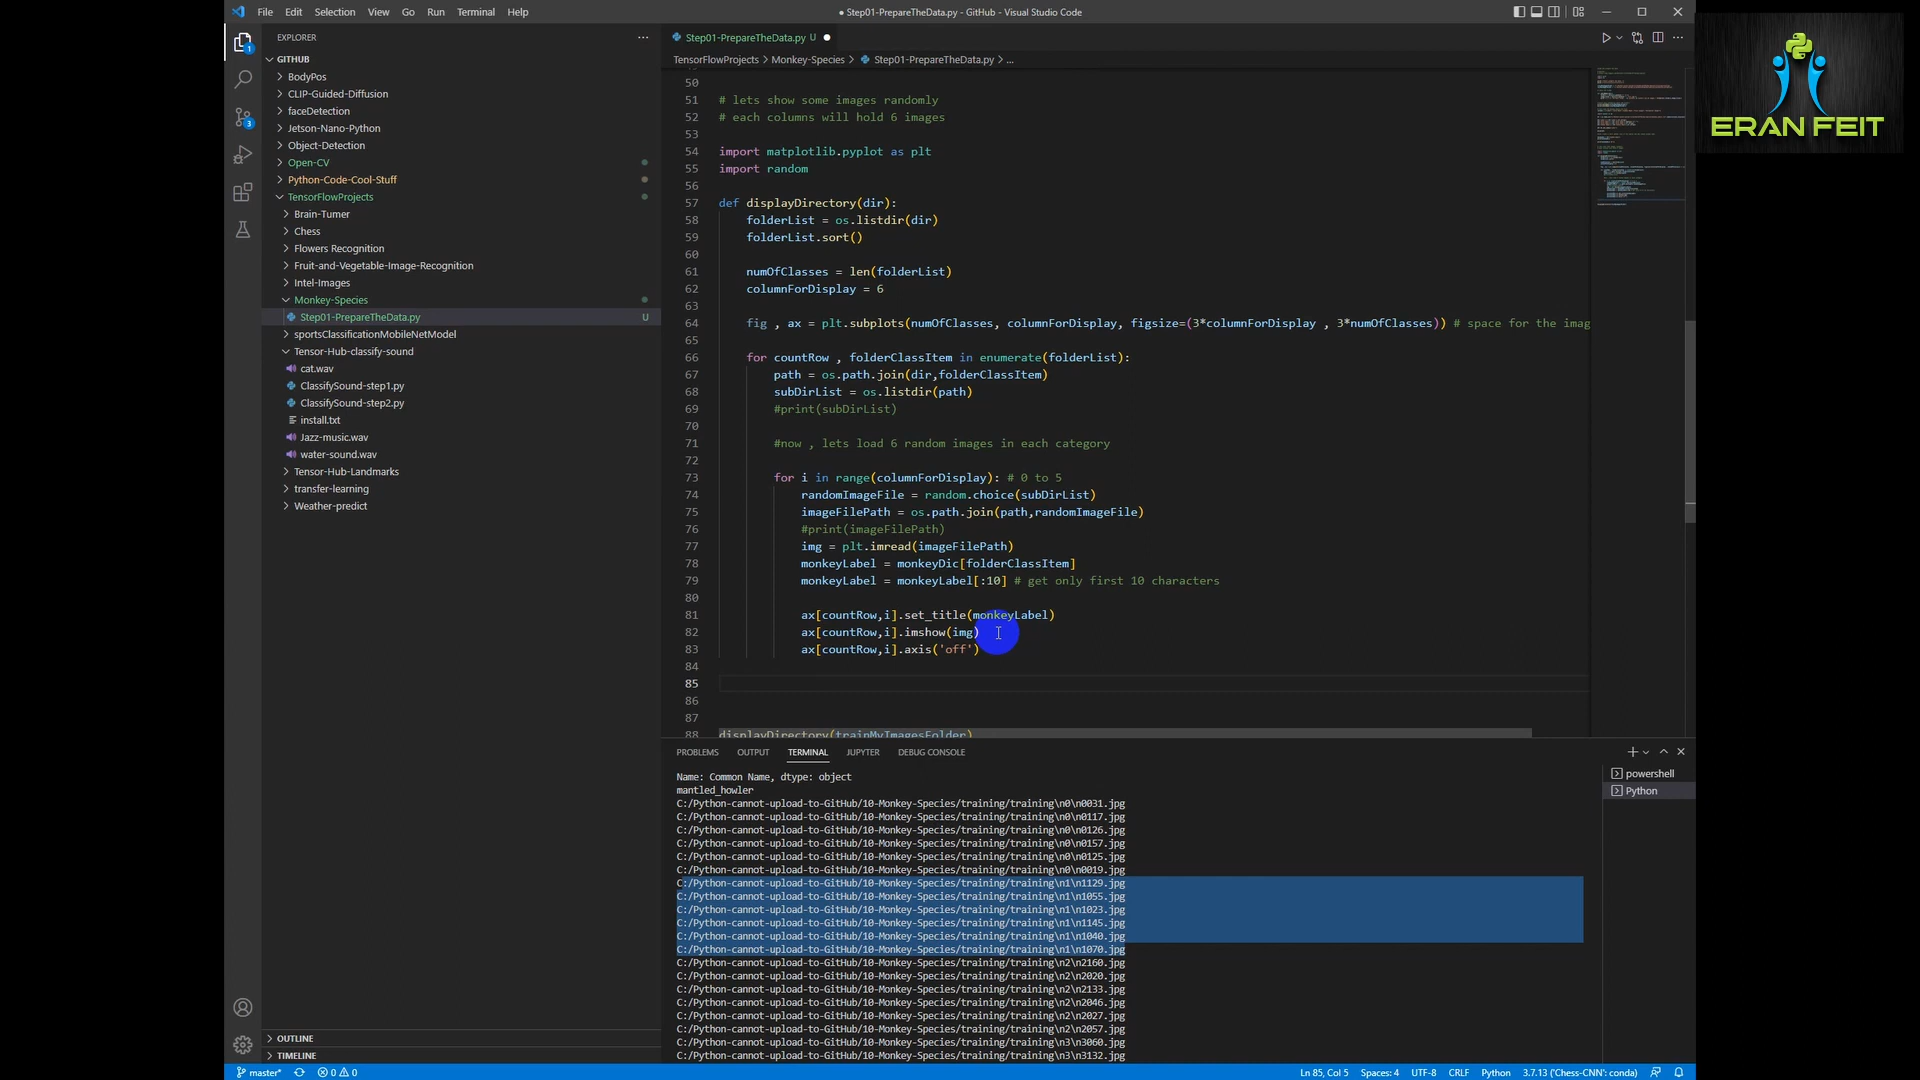 File Edit Selection View Go Run Terminal Help
● Step01-PrepareTheData.py - GitHub - Visual Studio Code
EXPLORER
GITHUB
BodyPos
CLIP-Guided-Diffusion
faceDetection
Jetson-Nano-Python
Object-Detection
Open-CV
Python-Code-Cool-Stuff
TensorFlowProjects
Brain-Tumer
Chess
Flowers Recognition
Fruit-and-Vegetable-Image-Recognition
Intel-Images
Monkey-Species
Step01-PrepareTheData.py U
sportsClassificationMobileNetModel
Tensor-Hub-classify-sound
cat.wav
ClassifySound-step1.py
ClassifySound-step2.py
install.txt
Jazz-music.wav
water-sound.wav
Tensor-Hub-Landmarks
transfer-learning
Weather-predict
OUTLINE
TIMELINE
Step01-PrepareTheData.py U
TensorFlowProjects > Monkey-Species > Step01-PrepareTheData.py > ...
50
51 # lets show some images randomly
52 # each columns will hold 6 images
53
54 import matplotlib.pyplot as plt
55 import random
56
57 def displayDirectory(dir):
58 folderList = os.listdir(dir)
59 folderList.sort()
60
61 numOfClasses = len(folderList)
62 columnForDisplay = 6
63
64 fig , ax = plt.subplots(numOfClasses, columnForDisplay, figsize=(3*columnForDisplay , 3*numOfClasses)) # space for the imag
65
66 for countRow , folderClassItem in enumerate(folderList):
67 path = os.path.join(dir,folderClassItem)
68 subDirList = os.listdir(path)
69 #print(subDirList)
70
71 #now , lets load 6 random images in each category
72
73 for i in range(columnForDisplay): # 0 to 5
74 randomImageFile = random.choice(subDirList)
75 imageFilePath = os.path.join(path,randomImageFile)
76 #print(imageFilePath)
77 img = plt.imread(imageFilePath)
78 monkeyLabel = monkeyDic[folderClassItem]
79 monkeyLabel = monkeyLabel[:10] # get only first 10 characters
80
81 ax[countRow,i].set_title(monkeyLabel)
82 ax[countRow,i].imshow(img)
83 ax[countRow,i].axis('off')
84
85
86
87
88 displayDirectory(trainMyImagesFolder)
PROBLEMS OUTPUT TERMINAL JUPYTER DEBUG CONSOLE
Name: Common Name, dtype: object
mantled_howler
C:/Python-cannot-upload-to-GitHub/10-Monkey-Species/training/training\n0\n0031.jpg
C:/Python-cannot-upload-to-GitHub/10-Monkey-Species/training/training\n0\n0117.jpg
C:/Python-cannot-upload-to-GitHub/10-Monkey-Species/training/training\n0\n0126.jpg
C:/Python-cannot-upload-to-GitHub/10-Monkey-Species/training/training\n0\n0157.jpg
C:/Python-cannot-upload-to-GitHub/10-Monkey-Species/training/training\n0\n0125.jpg
C:/Python-cannot-upload-to-GitHub/10-Monkey-Species/training/training\n0\n0019.jpg
C:/Python-cannot-upload-to-GitHub/10-Monkey-Species/training/training\n1\n1129.jpg
C:/Python-cannot-upload-to-GitHub/10-Monkey-Species/training/training\n1\n1055.jpg
C:/Python-cannot-upload-to-GitHub/10-Monkey-Species/training/training\n1\n1023.jpg
C:/Python-cannot-upload-to-GitHub/10-Monkey-Species/training/training\n1\n1145.jpg
C:/Python-cannot-upload-to-GitHub/10-Monkey-Species/training/training\n1\n1040.jpg
C:/Python-cannot-upload-to-GitHub/10-Monkey-Species/training/training\n1\n1070.jpg
C:/Python-cannot-upload-to-GitHub/10-Monkey-Species/training/training\n2\n2160.jpg
C:/Python-cannot-upload-to-GitHub/10-Monkey-Species/training/training\n2\n2020.jpg
C:/Python-cannot-upload-to-GitHub/10-Monkey-Species/training/training\n2\n2133.jpg
C:/Python-cannot-upload-to-GitHub/10-Monkey-Species/training/training\n2\n2046.jpg
C:/Python-cannot-upload-to-GitHub/10-Monkey-Species/training/training\n2\n2027.jpg
C:/Python-cannot-upload-to-GitHub/10-Monkey-Species/training/training\n2\n2057.jpg
C:/Python-cannot-upload-to-GitHub/10-Monkey-Species/training/training\n3\n3060.jpg
C:/Python-cannot-upload-to-GitHub/10-Monkey-Species/training/training\n3\n3132.jpg
powershell
Python
master* 0 0 Ln 85, Col 5 Spaces: 4 UTF-8 CRLF Python 3.7.13 ('Chess-CNN': conda)
1
3
ERAN FEIT